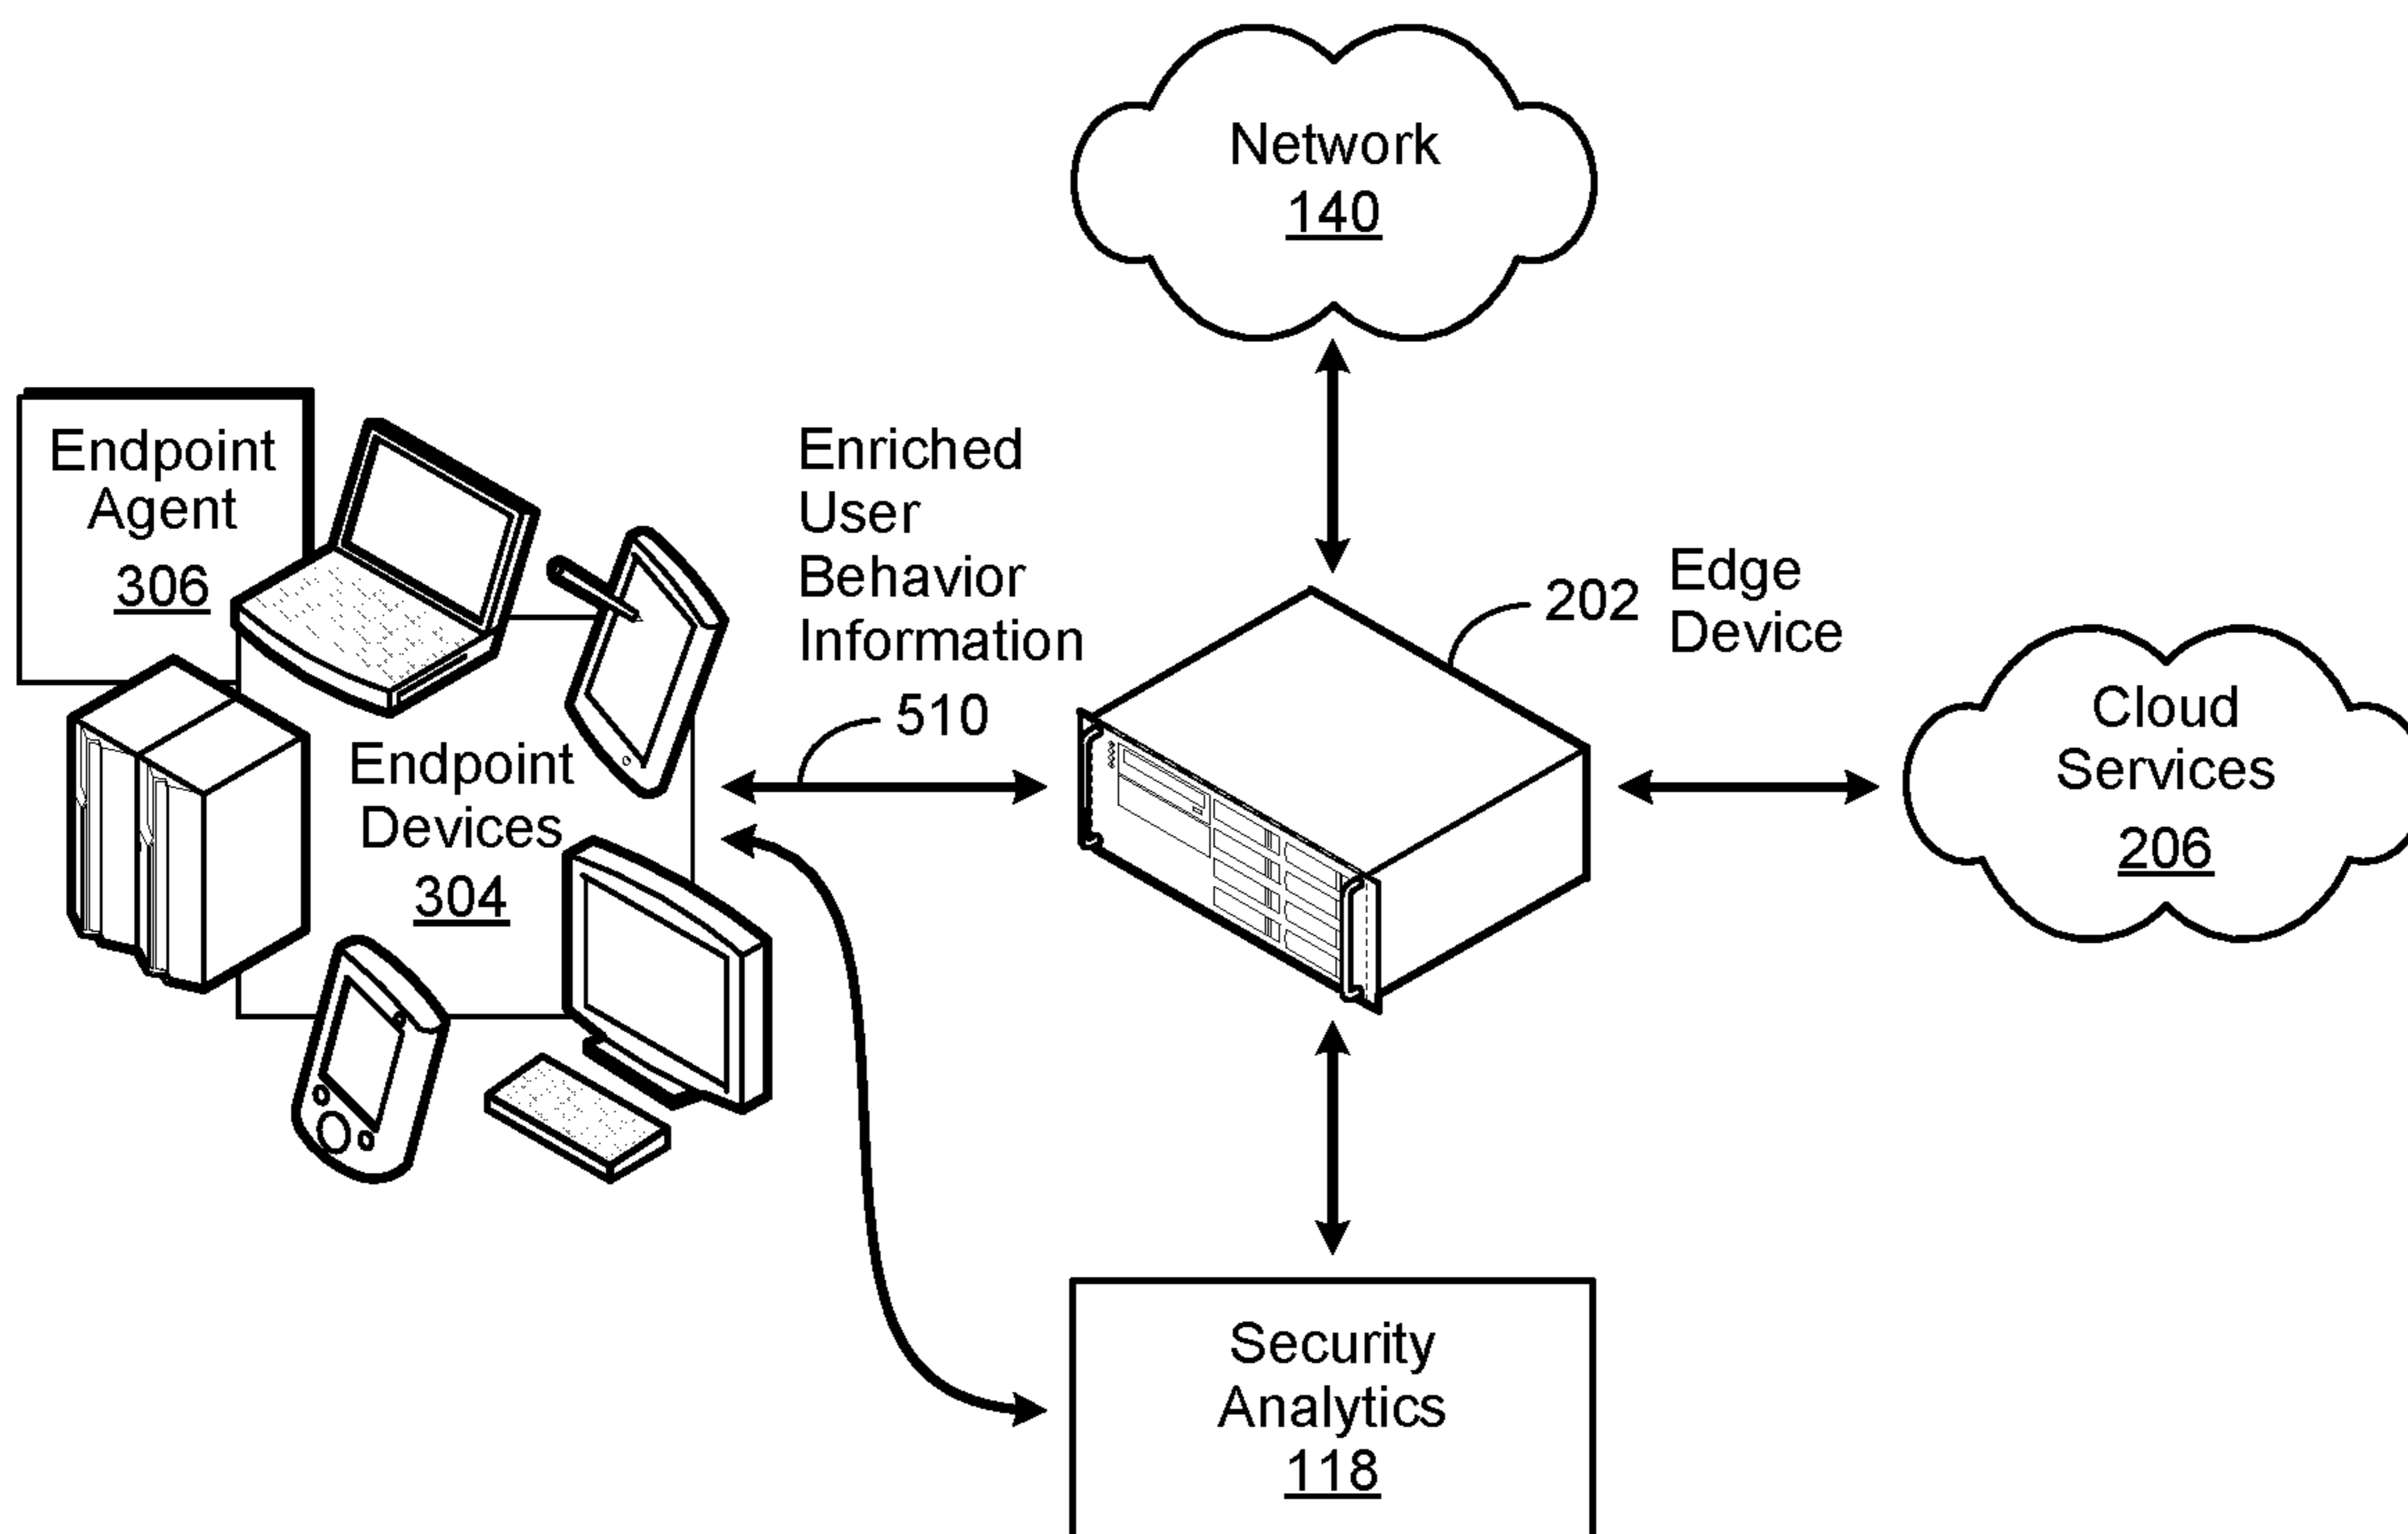 Network
140
Endpoint
Agent
306
Enriched
User
Behavior
Information
510
202
Edge
Device
Cloud
Services
206
Endpoint
Devices
304
Security
Analytics
118